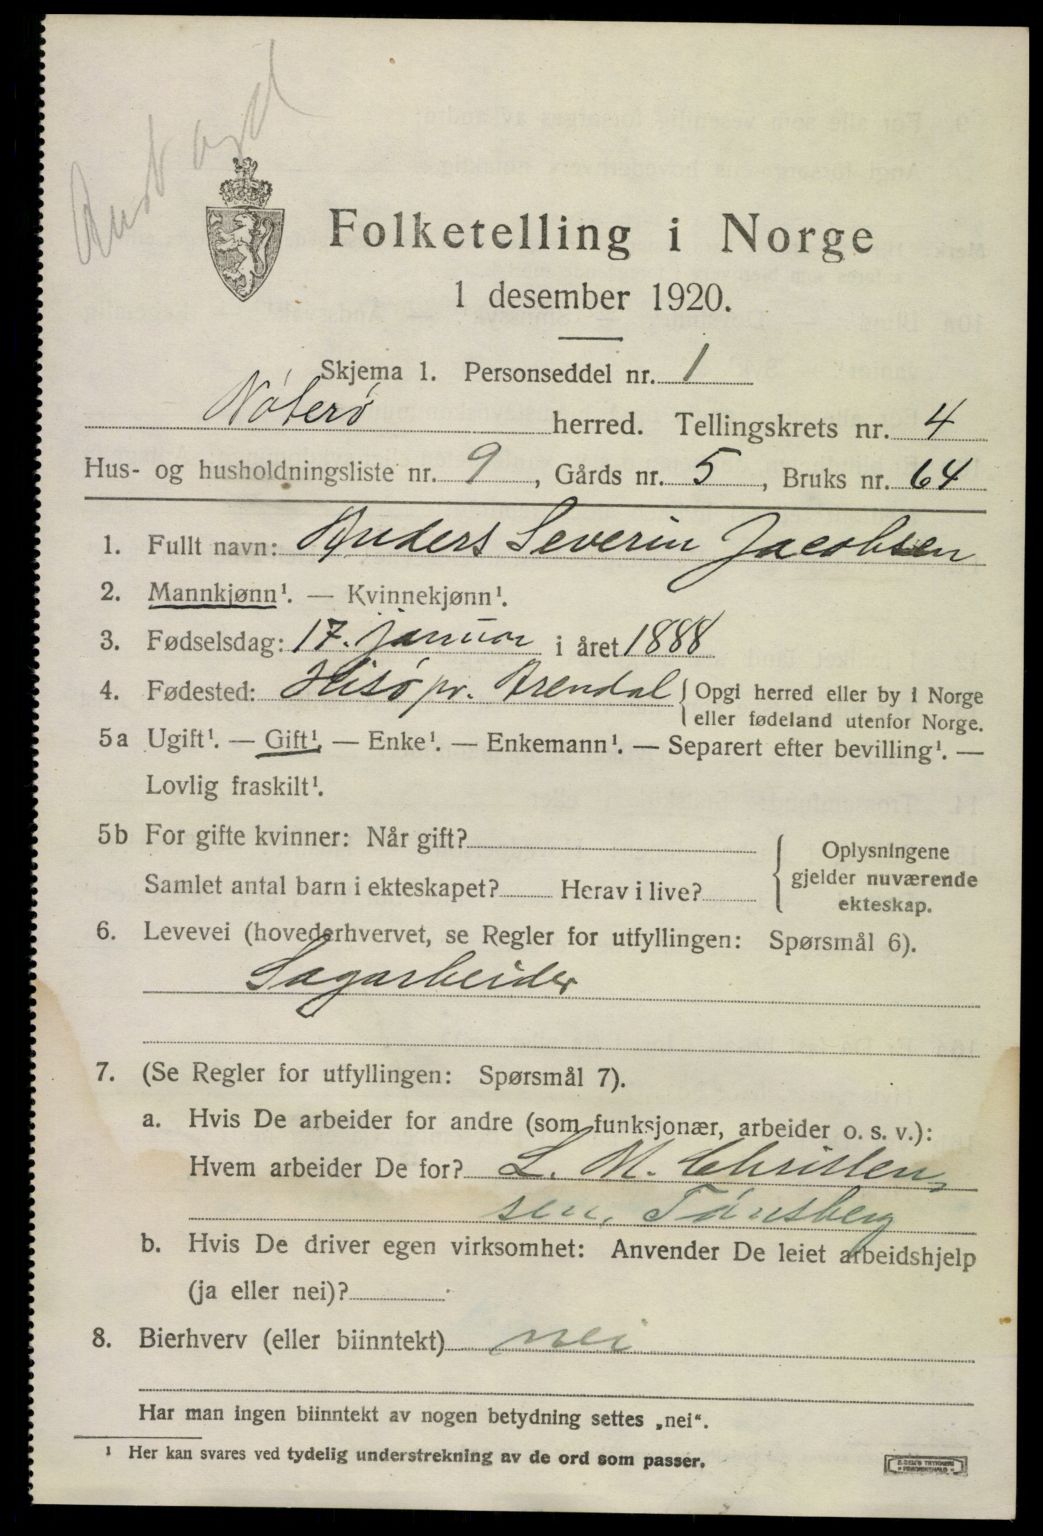 Folketelling i Norge
1 desember 1920.
Skjema 1. Personseddel nr. 1
Nøterø herred. Tellingskrets nr. 4
Hus- og husholdningsliste nr. 9, Gårds nr. 5, Bruks nr. 64
1. Fullt navn: Anders Severin Jacobsen
2. Mannkjønn¹. — Kvinnekjønn¹.
3. Fødselsdag: 17. januar i året 1888
4. Fødested: Hisø pr. Arendal { Opgi herred eller by i Norge
eller fødeland utenfor Norge.
5a Ugift¹. — Gift¹, — Enke¹. — Enkemann¹. — Separert efter bevilling¹. —
Lovlig fraskilt¹.
5b For gifte kvinner: Når gift?
Samlet antal barn i ekteskapet? Herav i live?
{ Oplysningene
gjelder nuværende
ekteskap.
6. Levevei (hovederhvervet, se Regler for utfyllingen: Spørsmål 6).
Sagarbeider
7. (Se Regler for utfyllingen: Spørsmål 7).
a. Hvis De arbeider for andre (som funksjonær, arbeider o. s. v.):
Hvem arbeider De for? L. M. Christen-
sen, Tønsberg
b. Hvis De driver egen virksomhet: Anvender De leiet arbeidshjelp
(ja eller nei)?
8. Bierhverv (eller biinntekt) nei
Har man ingen biinntekt av nogen betydning settes „nei“.
¹ Her kan svares ved tydelig understrekning av de ord som passer.